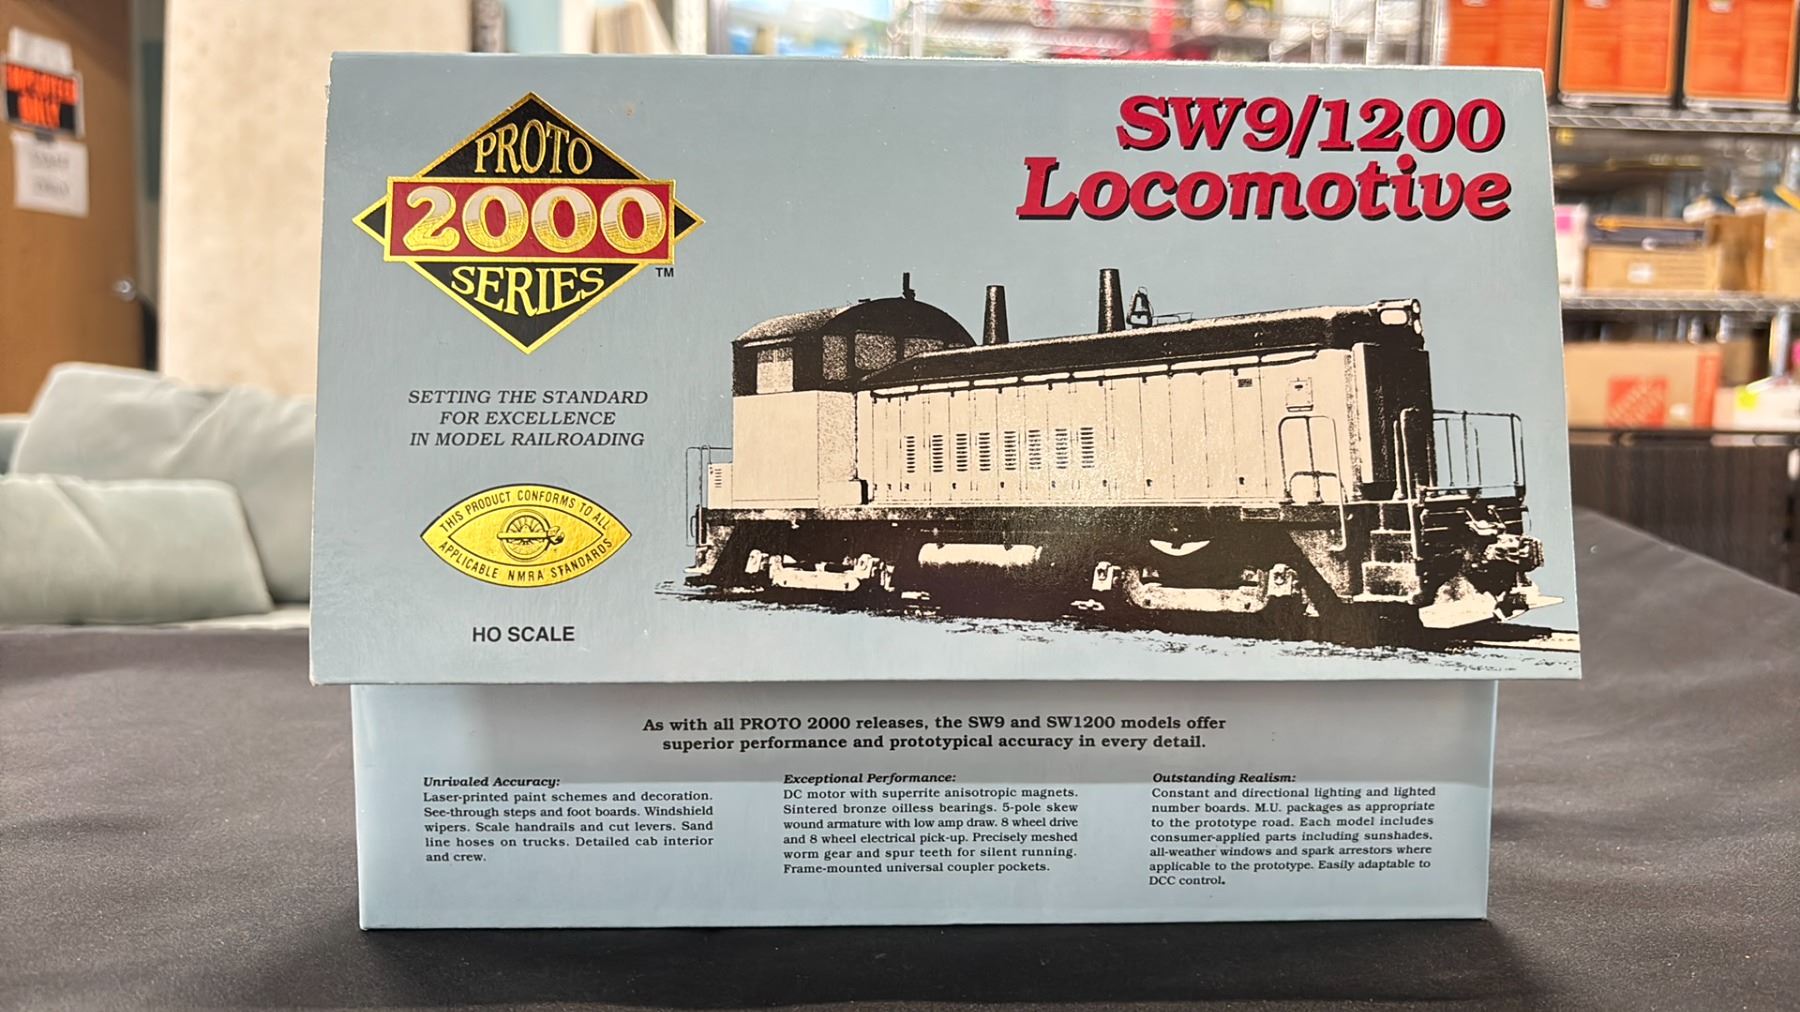 PROTO
2000
SERIES
TM
SETTING THE STANDARD
FOR EXCELLENCE
IN MODEL RAILROADING
THIS PRODUCT CONFORMS TO ALL
APPLICABLE NMRA STANDARDS
HO SCALE
SW9/1200
Locomotive
As with all PROTO 2000 releases, the SW9 and SW1200 models offer
superior performance and prototypical accuracy in every detail.
Unrivaled Accuracy:
Laser-printed paint schemes and decoration.
See-through steps and foot boards. Windshield
wipers. Scale handrails and cut levers. Sand
line hoses on trucks. Detailed cab interior
and crew.
Exceptional Performance:
DC motor with superrite anisotropic magnets.
Sintered bronze oilless bearings. 5-pole skew
wound armature with low amp draw. 8 wheel drive
and 8 wheel electrical pick-up. Precisely meshed
worm gear and spur teeth for silent running.
Frame-mounted universal coupler pockets.
Outstanding Realism:
Constant and directional lighting and lighted
number boards. M.U. packages as appropriate
to the prototype road. Each model includes
consumer-applied parts including sunshades,
all-weather windows and spark arrestors where
applicable to the prototype. Easily adaptable to
DCC control.